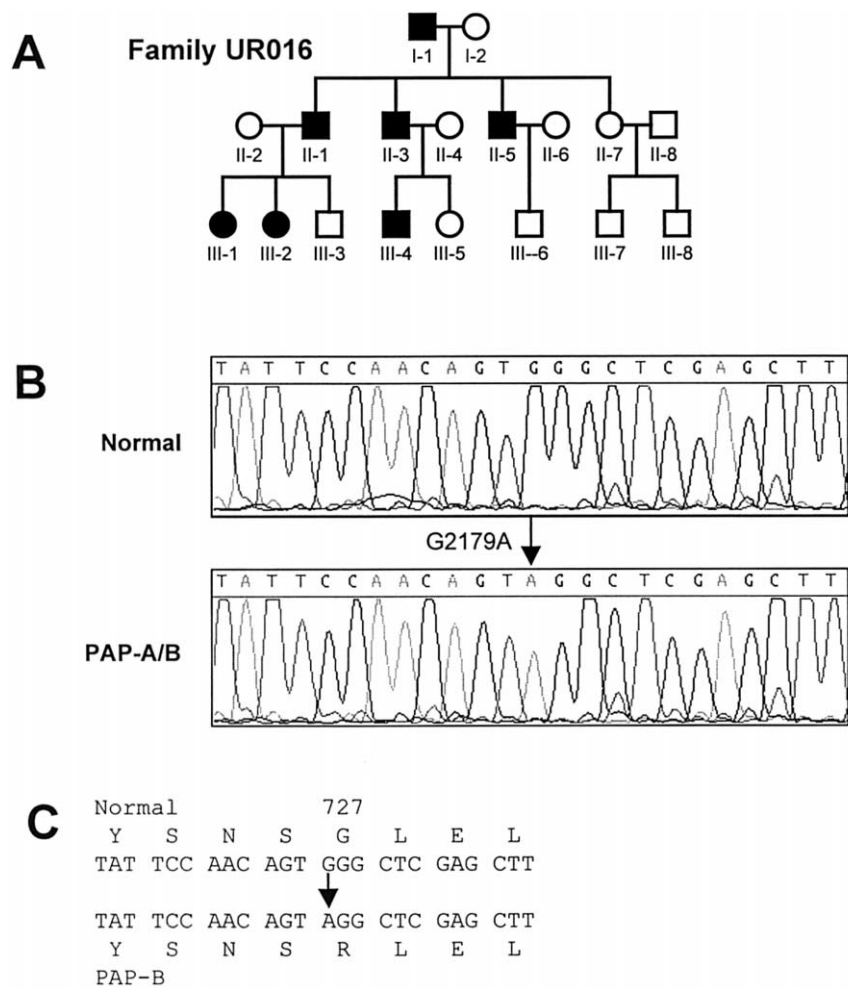 A
Family UR016
I-1 I-2
II-2 II-1 II-3 II-4 II-5 II-6 II-7 II-8
III-1 III-2 III-3 III-4 III-5 III--6 III-7 III-8
B
T A T T C C A A C A G T G G G C T C G A G C T T
Normal
G2179A
T A T T C C A A C A G T A G G C T C G A G C T T
PAP-A/B
C
Normal 727
Y S N S G L E L
TAT TCC AAC AGT GGG CTC GAG CTT
TAT TCC AAC AGT AGG CTC GAG CTT
Y S N S R L E L
PAP-B